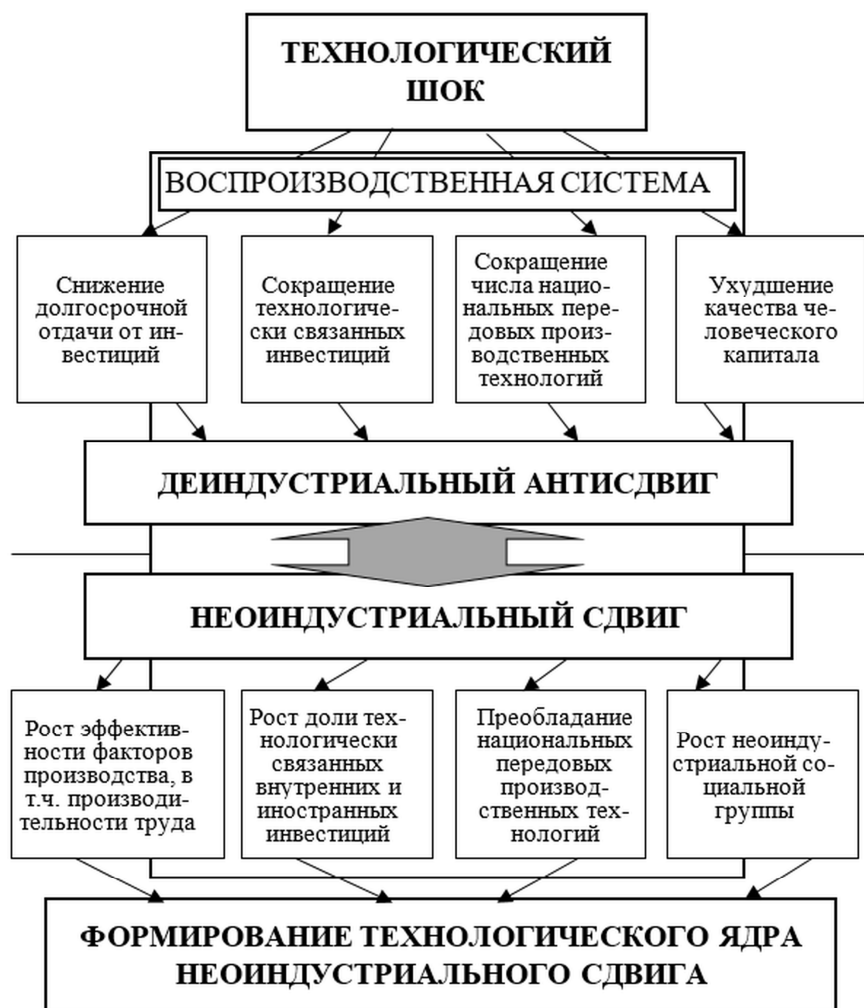 ТЕХНОЛОГИЧЕСКИЙ
ШОК
ВОСПРОИЗВОДСТВЕННАЯ СИСТЕМА
Снижение
долгосрочной
отдачи от ин-
вестиций
Сокращение
технологиче-
ски связанных
инвестиций
Сокращение
числа нацио-
нальных пере-
довых произ-
водственных
технологий
Ухудшение
качества че-
ловеческого
капитала
ДЕИНДУСТРИАЛЬНЫЙ АНТИСДВИГ
НЕОИНДУСТРИАЛЬНЫЙ СДВИГ
Рост эффектив-
ности факторов
производства, в
т.ч. производи-
тельности труда
Рост доли тех-
нологически
связанных
внутренних и
иностранных
инвестиций
Преобладание
национальных
передовых
производ-
ственных тех-
нологий
Рост неоинду-
стриальной со-
циальной
группы
ФОРМИРОВАНИЕ ТЕХНОЛОГИЧЕСКОГО ЯДРА
НЕОИНДУСТРИАЛЬНОГО СДВИГА